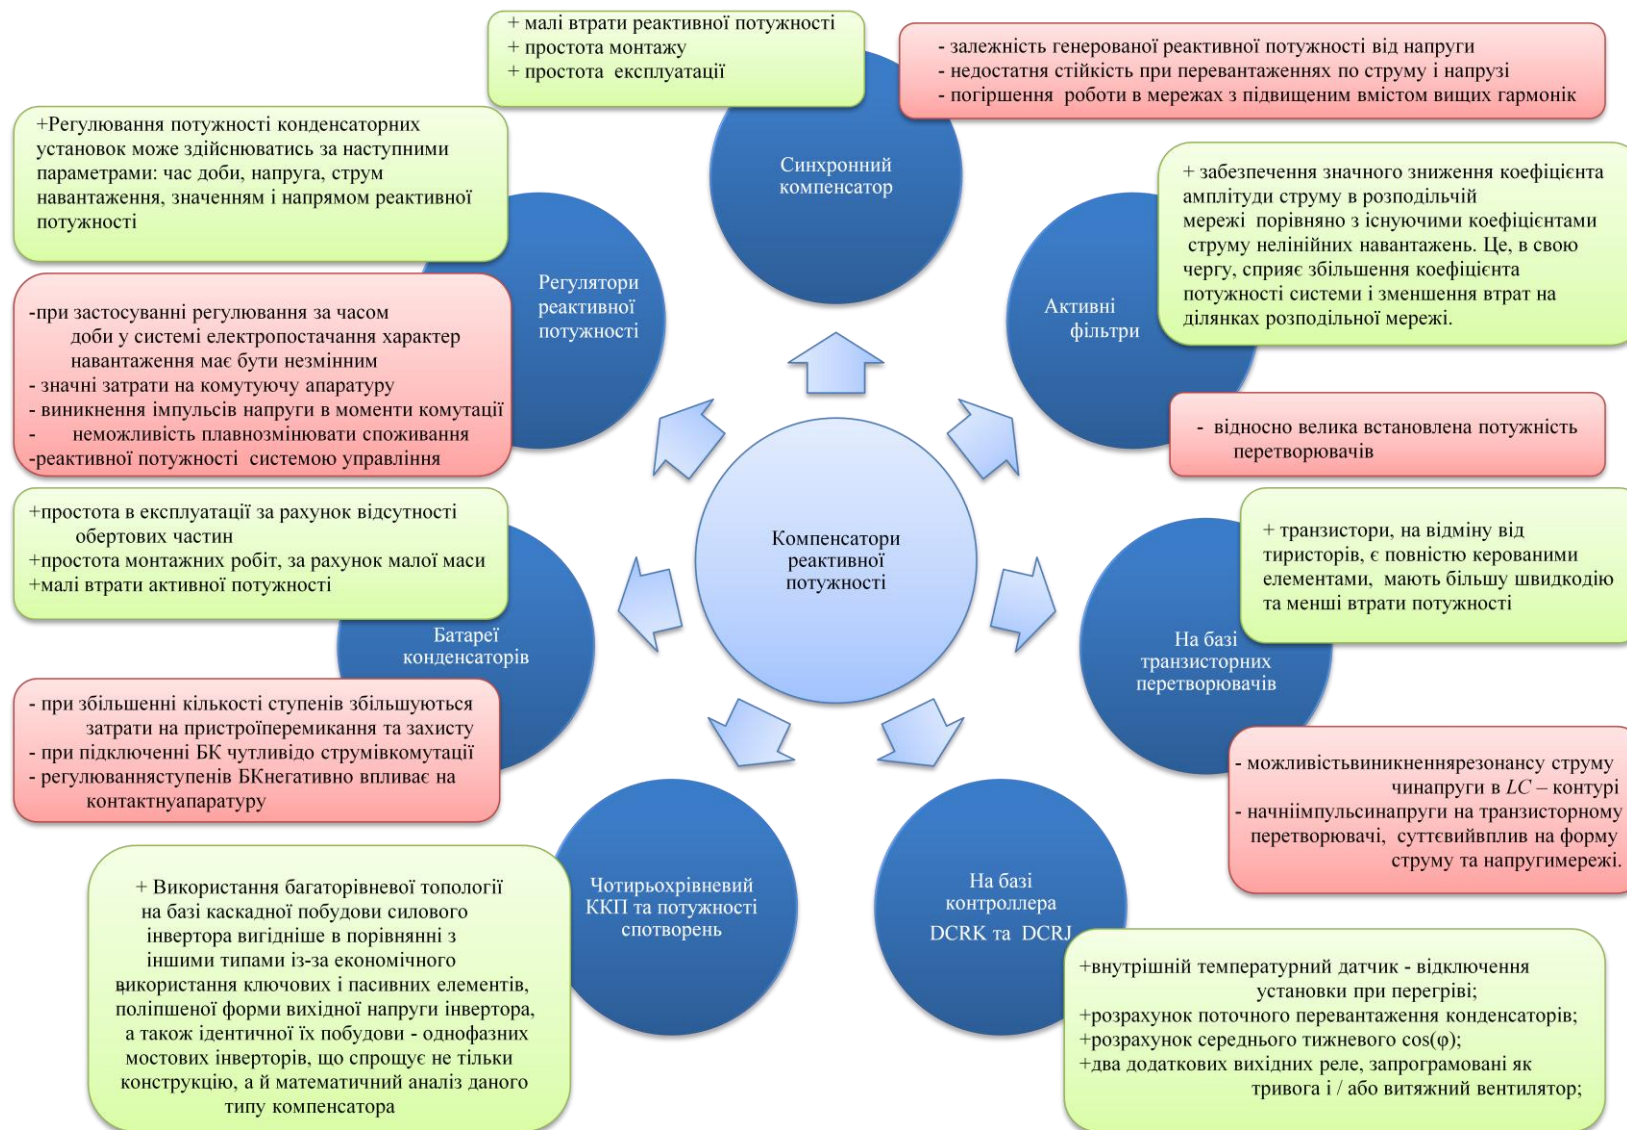 + малі втрати реактивної потужності
+ простота монтажу
+ простота експлуатації
- залежність генерованої реактивної потужності від напруги
- недостатня стійкість при перевантаженнях по струму і напрузі
- погіршення роботи в мережах з підвищеним вмістом вищих гармонік
Синхронний
компенсатор
+Регулювання потужності конденсаторних
установок може здійснюватись за наступними
параметрами: час доби, напруга, струм
навантаження, значенням і напрямом реактивної
потужності
Регулятори
реактивної
потужності
-при застосуванні регулювання за часом
доби у системі електропостачання характер
навантаження має бути незмінним
- значні затрати на комутуючу апаратуру
- виникнення імпульсів напруги в моменти комутації
- неможливість плавнозмінювати споживання
-реактивної потужності системою управління
+ забезпечення значного зниження коефіцієнта
амплітуди струму в розподільчій
мережі порівняно з існуючими коефіцієнтами
струму нелінійних навантажень. Це, в свою
чергу, сприяє збільшення коефіцієнта
потужності системи і зменшення втрат на
ділянках розподільної мережі.
Активні
фільтри
- відносно велика встановлена потужність
перетворювачів
Компенсатори
реактивної
потужності
+простота в експлуатації за рахунок відсутності
обертових частин
+простота монтажних робіт, за рахунок малої маси
+малі втрати активної потужності
Батареї
конденсаторів
- при збільшенні кількості ступенів збільшуються
затрати на пристроїперемикання та захисту
- при підключенні БК чутливідо струмівкомутації
- регулюванняступенів БКнегативно впливає на
контактнуапаратуру
+ транзистори, на відміну від
тиристорів, є повністю керованими
елементами, мають більшу швидкодію
та менші втрати потужності
На базі
транзисторних
перетворювачів
- можливістьвиникненнярезонансу струму
чинапруги в LC – контурі
- начніімпульсинапруги на транзисторному
перетворювачі, суттєвийвплив на форму
струму та напругимережі.
Чотирьохрівневий
ККП та потужності
спотворень
+ Використання багаторівневої топології
на базі каскадної побудови силового
інвертора вигідніше в порівнянні з
іншими типами із-за економічного
використання ключових і пасивних елементів,
поліпшеної форми вихідної напруги інвертора,
а також ідентичної їх побудови - однофазних
мостових інверторів, що спрощує не тільки
конструкцію, а й математичний аналіз даного
типу компенсатора
На базі
контроллера
DCRK та DCRJ
+внутрішній температурний датчик - відключення
установки при перегріві;
+розрахунок поточного перевантаження конденсаторів;
+розрахунок середнього тижневого cos(φ);
+два додаткових вихідних реле, запрограмовані як
тривога і / або витяжний вентилятор;